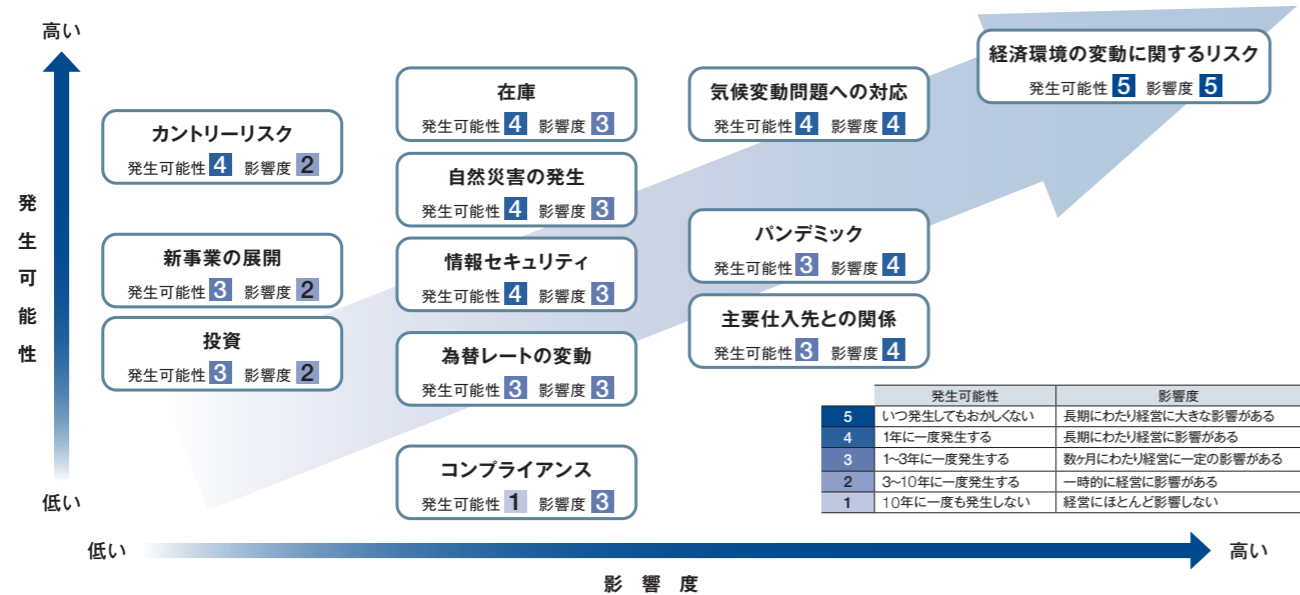 高い
経済環境の変動に関するリスク
発生可能性 5 影響度 5
在庫
発生可能性 4 影響度 3
気候変動問題への対応
発生可能性 4 影響度 4
カントリーリスク
発生可能性 4 影響度 2
自然災害の発生
発生可能性 4 影響度 3
パンデミック
発生可能性 3 影響度 4
新事業の展開
発生可能性 3 影響度 2
情報セキュリティ
発生可能性 4 影響度 3
主要仕入先との関係
発生可能性 3 影響度 4
投資
発生可能性 3 影響度 2
為替レートの変動
発生可能性 3 影響度 3
コンプライアンス
発生可能性 1 影響度 3
発生可能性
低い
発生可能性 影響度
5 いつ発生してもおかしくない 長期にわたり経営に大きな影響がある
4 1年に一度発生する 長期にわたり経営に影響がある
3 1~3年に一度発生する 数ヶ月にわたり経営に一定の影響がある
2 3~10年に一度発生する 一時的に経営に影響がある
1 10年に一度も発生しない 経営にほとんど影響しない
低い
高い
影響度